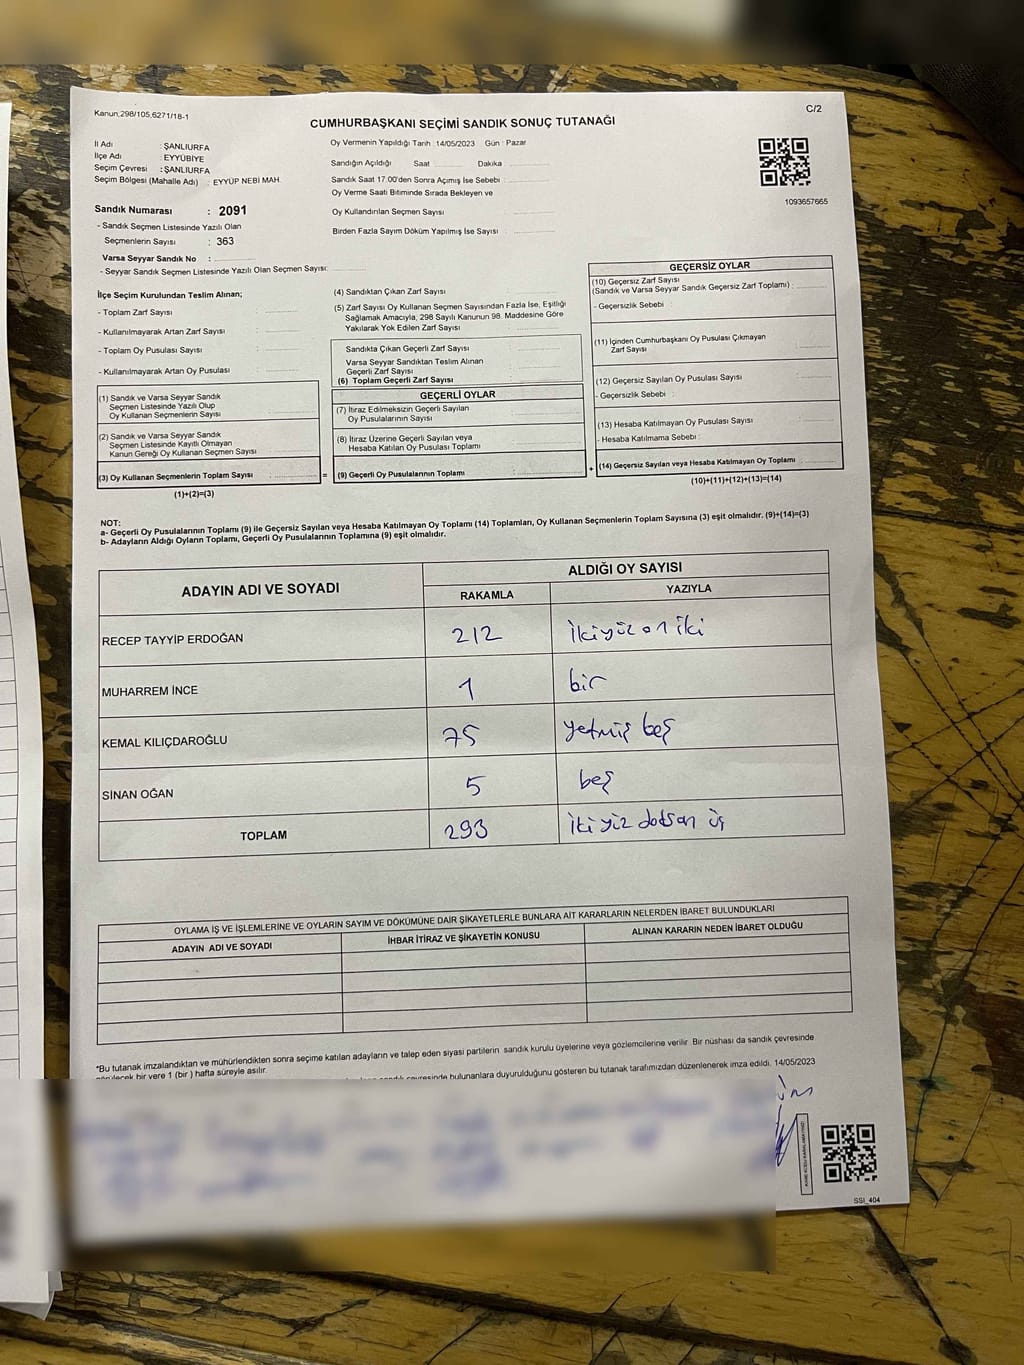 Kanun:298/105,6271/18-1
C/2
CUMHURBAŞKANI SEÇİMİ SANDIK SONUÇ TUTANAĞI
İl Adı : ŞANLIURFA
İlçe Adı : EYYÜBİYE
Seçim Çevresi : ŞANLIURFA
Seçim Bölgesi (Mahalle Adı) : EYYÜP NEBİ MAH.
Sandık Numarası : 2091
- Sandık Seçmen Listesinde Yazılı Olan
Seçmenlerin Sayısı : 363
Varsa Seyyar Sandık No :
- Seyyar Sandık Seçmen Listesinde Yazılı Olan Seçmen Sayısı:
Oy Vermenin Yapıldığı Tarih :14/05/2023 Gün : Pazar
Sandığın Açıldığı Saat Dakika
Sandık Saat 17:00'den Sonra Açımış İse Sebebi :
Oy Verme Saati Bitiminde Sırada Bekleyen ve
Oy Kullandırılan Seçmen Sayısı
Birden Fazla Sayım Döküm Yapılmış İse Sayısı :
1093657665
İlçe Seçim Kurulundan Teslim Alınan;
- Toplam Zarf Sayısı :
- Kullanılmayarak Artan Zarf Sayısı :
- Toplam Oy Pusulası Sayısı :
- Kullanılmayarak Artan Oy Pusulası :
(1) Sandık ve Varsa Seyyar Sandık
Seçmen Listesinde Yazılı Olup
Oy Kullanan Seçmenlerin Sayısı
(2) Sandık ve Varsa Seyyar Sandık
Seçmen Listesinde Kayıtlı Olmayan
Kanun Gereği Oy Kullanan Seçmen Sayısı
(3) Oy Kullanan Seçmenlerin Toplam Sayısı
(1)+(2)=(3)
=
(4) Sandıktan Çıkan Zarf Sayısı :
(5) Zarf Sayısı Oy Kullanan Seçmen Sayısından Fazla İse, Eşitliği
Sağlamak Amacıyla; 298 Sayılı Kanunun 98. Maddesine Göre
Yakılarak Yok Edilen Zarf Sayısı :
Sandıkta Çıkan Geçerli Zarf Sayısı
Varsa Seyyar Sandıktan Teslim Alınan
Geçerli Zarf Sayısı
(6) Toplam Geçerli Zarf Sayısı
GEÇERLİ OYLAR
(7) İtiraz Edilmeksizin Geçerli Sayılan
Oy Pusulalarının Sayısı
(8) İtiraz Üzerine Geçerli Sayılan veya
Hesaba Katılan Oy Pusulası Toplamı
(9) Geçerli Oy Pusulalarının Toplamı
+
GEÇERSİZ OYLAR
(10) Geçersiz Zarf Sayısı
(Sandık ve Varsa Seyyar Sandık Geçersiz Zarf Toplamı) :
- Geçersizlik Sebebi :
(11) İçinden Cumhurbaşkanı Oy Pusulası Çıkmayan
Zarf Sayısı
(12) Geçersiz Sayılan Oy Pusulası Sayısı
- Geçersizlik Sebebi :
(13) Hesaba Katılmayan Oy Pusulası Sayısı
- Hesaba Katılmama Sebebi :
(14) Geçersiz Sayılan veya Hesaba Katılmayan Oy Toplamı
(10)+(11)+(12)+(13)=(14)
NOT:
a- Geçerli Oy Pusulalarının Toplamı (9) ile Geçersiz Sayılan veya Hesaba Katılmayan Oy Toplamı (14) Toplamları, Oy Kullanan Seçmenlerin Toplam Sayısına (3) eşit olmalıdır. (9)+(14)=(3)
b- Adayların Aldığı Oyların Toplamı, Geçerli Oy Pusulalarının Toplamına (9) eşit olmalıdır.
ADAYIN ADI VE SOYADI
ALDIĞI OY SAYISI
RAKAMLA YAZIYLA
RECEP TAYYİP ERDOĞAN 212 ikiyüz on iki
MUHARREM İNCE 1 bir
KEMAL KILIÇDAROĞLU 75 yetmiş beş
SİNAN OĞAN 5 beş
TOPLAM 293 iki yüz doksan üç
OYLAMA İŞ VE İŞLEMLERİNE VE OYLARIN SAYIM VE DÖKÜMÜNE DAİR ŞİKAYETLERLE BUNLARA AİT KARARLARIN NELERDEN İBARET BULUNDUKLARI
ADAYIN ADI VE SOYADI İHBAR İTİRAZ VE ŞİKAYETİN KONUSU ALINAN KARARIN NEDEN İBARET OLDUĞU
*Bu tutanak imzalandıktan ve mühürlendikten sonra seçime katılan adayların ve talep eden siyasi partilerin sandık kurulu üyelerine veya gözlemcilerine verilir. Bir nüshası da sandık çevresinde
görülecek bir yere 1 (bir ) hafta süreyle asılır.
çevresinde bulunanlara duyurulduğunu gösteren bu tutanak tarafımızdan düzenlenerek imza edildi. 14/05/2023
SSI_404